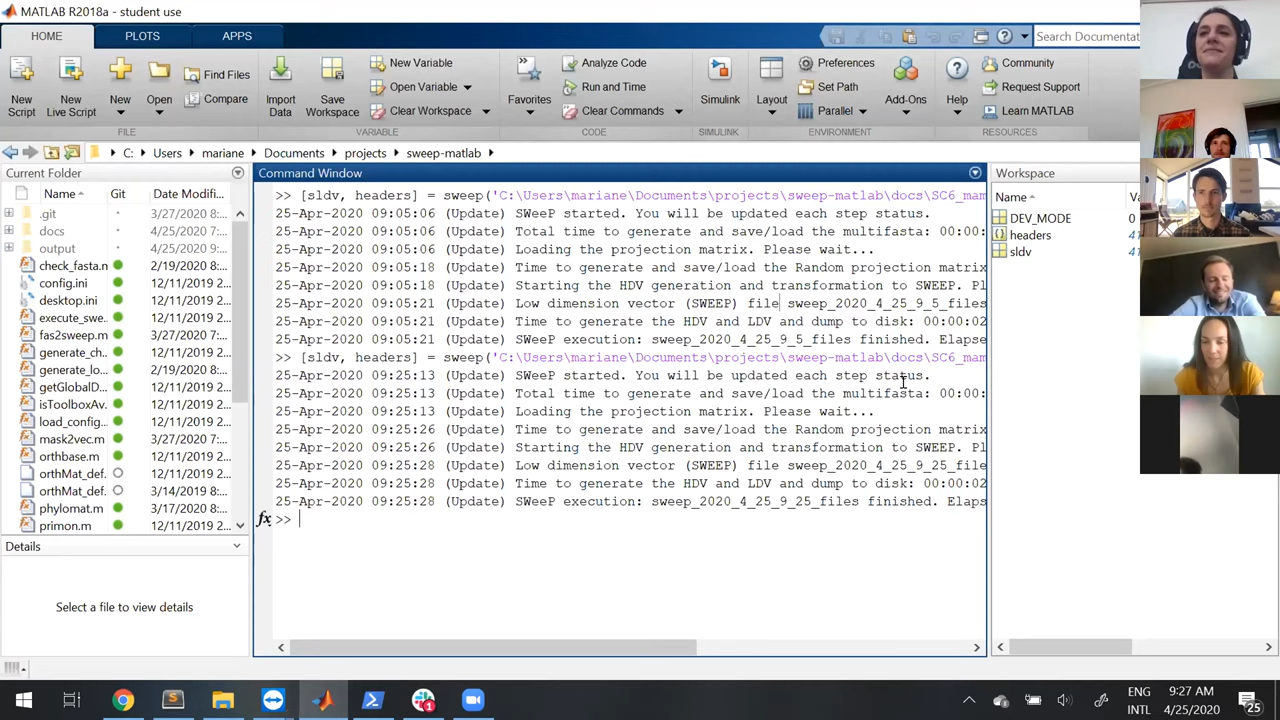 MATLAB R2018a - student use
HOME PLOTS APPS
Search Documenta
New Script
New Live Script
New
Open
Find Files
Compare
Import Data
Save Workspace
New Variable
Open Variable
Clear Workspace
Favorites
Analyze Code
Run and Time
Clear Commands
Simulink
Layout
Preferences
Set Path
Parallel
Add-Ons
Help
Community
Request Support
Learn MATLAB
FILE VARIABLE CODE SIMULINK ENVIRONMENT RESOURCES
C: Users mariane Documents projects sweep-matlab
Current Folder
Name Git Date Modifi...
.git 3/27/2020 8:...
docs 4/25/2020 7:...
output 4/25/2020 9:...
check_fasta.m 2/19/2020 8:...
config.ini 12/11/2019 2...
desktop.ini 12/11/2019 2...
execute_swe... 12/11/2019 2...
fas2sweep.m 3/27/2020 7:...
generate_ch... 12/11/2019 2...
generate_lo... 2/19/2020 8:...
getGlobalD... 12/11/2019 2...
isToolboxAv... 12/11/2019 2...
load_config... 12/11/2019 2...
mask2vec.m 3/27/2020 7:...
orthbase.m 12/11/2019 2...
orthMat_def... 12/11/2019 2...
orthMat_def... 3/14/2019 8:...
phylomat.m 3/17/2020 8:...
primon.m 12/11/2019 2...
Details
Select a file to view details
Command Window
>> [sldv, headers] = sweep('C:\Users\mariane\Documents\projects\sweep-matlab\docs\SC6_mam
25-Apr-2020 09:05:06 (Update) SWeeP started. You will be updated each step status.
25-Apr-2020 09:05:06 (Update) Total time to generate and save/load the multifasta: 00:00:
25-Apr-2020 09:05:06 (Update) Loading the projection matrix. Please wait...
25-Apr-2020 09:05:18 (Update) Time to generate and save/load the Random projection matrix
25-Apr-2020 09:05:18 (Update) Starting the HDV generation and transformation to SWEEP. Pl
25-Apr-2020 09:05:21 (Update) Low dimension vector (SWEEP) file sweep_2020_4_25_9_5_files
25-Apr-2020 09:05:21 (Update) Time to generate the HDV and LDV and dump to disk: 00:00:02
25-Apr-2020 09:05:21 (Update) SWeeP execution: sweep_2020_4_25_9_5_files finished. Elapse
>> [sldv, headers] = sweep('C:\Users\mariane\Documents\projects\sweep-matlab\docs\SC6_mam
25-Apr-2020 09:25:13 (Update) SWeeP started. You will be updated each step status.
25-Apr-2020 09:25:13 (Update) Total time to generate and save/load the multifasta: 00:00:
25-Apr-2020 09:25:13 (Update) Loading the projection matrix. Please wait...
25-Apr-2020 09:25:26 (Update) Time to generate and save/load the Random projection matrix
25-Apr-2020 09:25:26 (Update) Starting the HDV generation and transformation to SWEEP. Pl
25-Apr-2020 09:25:28 (Update) Low dimension vector (SWEEP) file sweep_2020_4_25_9_25_file
25-Apr-2020 09:25:28 (Update) Time to generate the HDV and LDV and dump to disk: 00:00:02
25-Apr-2020 09:25:28 (Update) SWeeP execution: sweep_2020_4_25_9_25_files finished. Elaps
fx >>
Workspace
Name Va
DEV_MODE 0
headers 41
sldv 41
ENG INTL
9:27 AM
4/25/2020
25